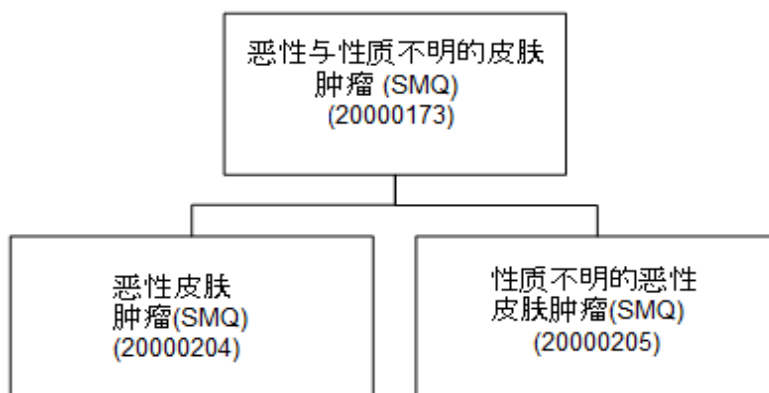 恶性与性质不明的皮肤
肿瘤 (SMQ)
(20000173)
恶性皮肤
肿瘤(SMQ)
(20000204)
性质不明的恶性
皮肤肿瘤(SMQ)
(20000205)